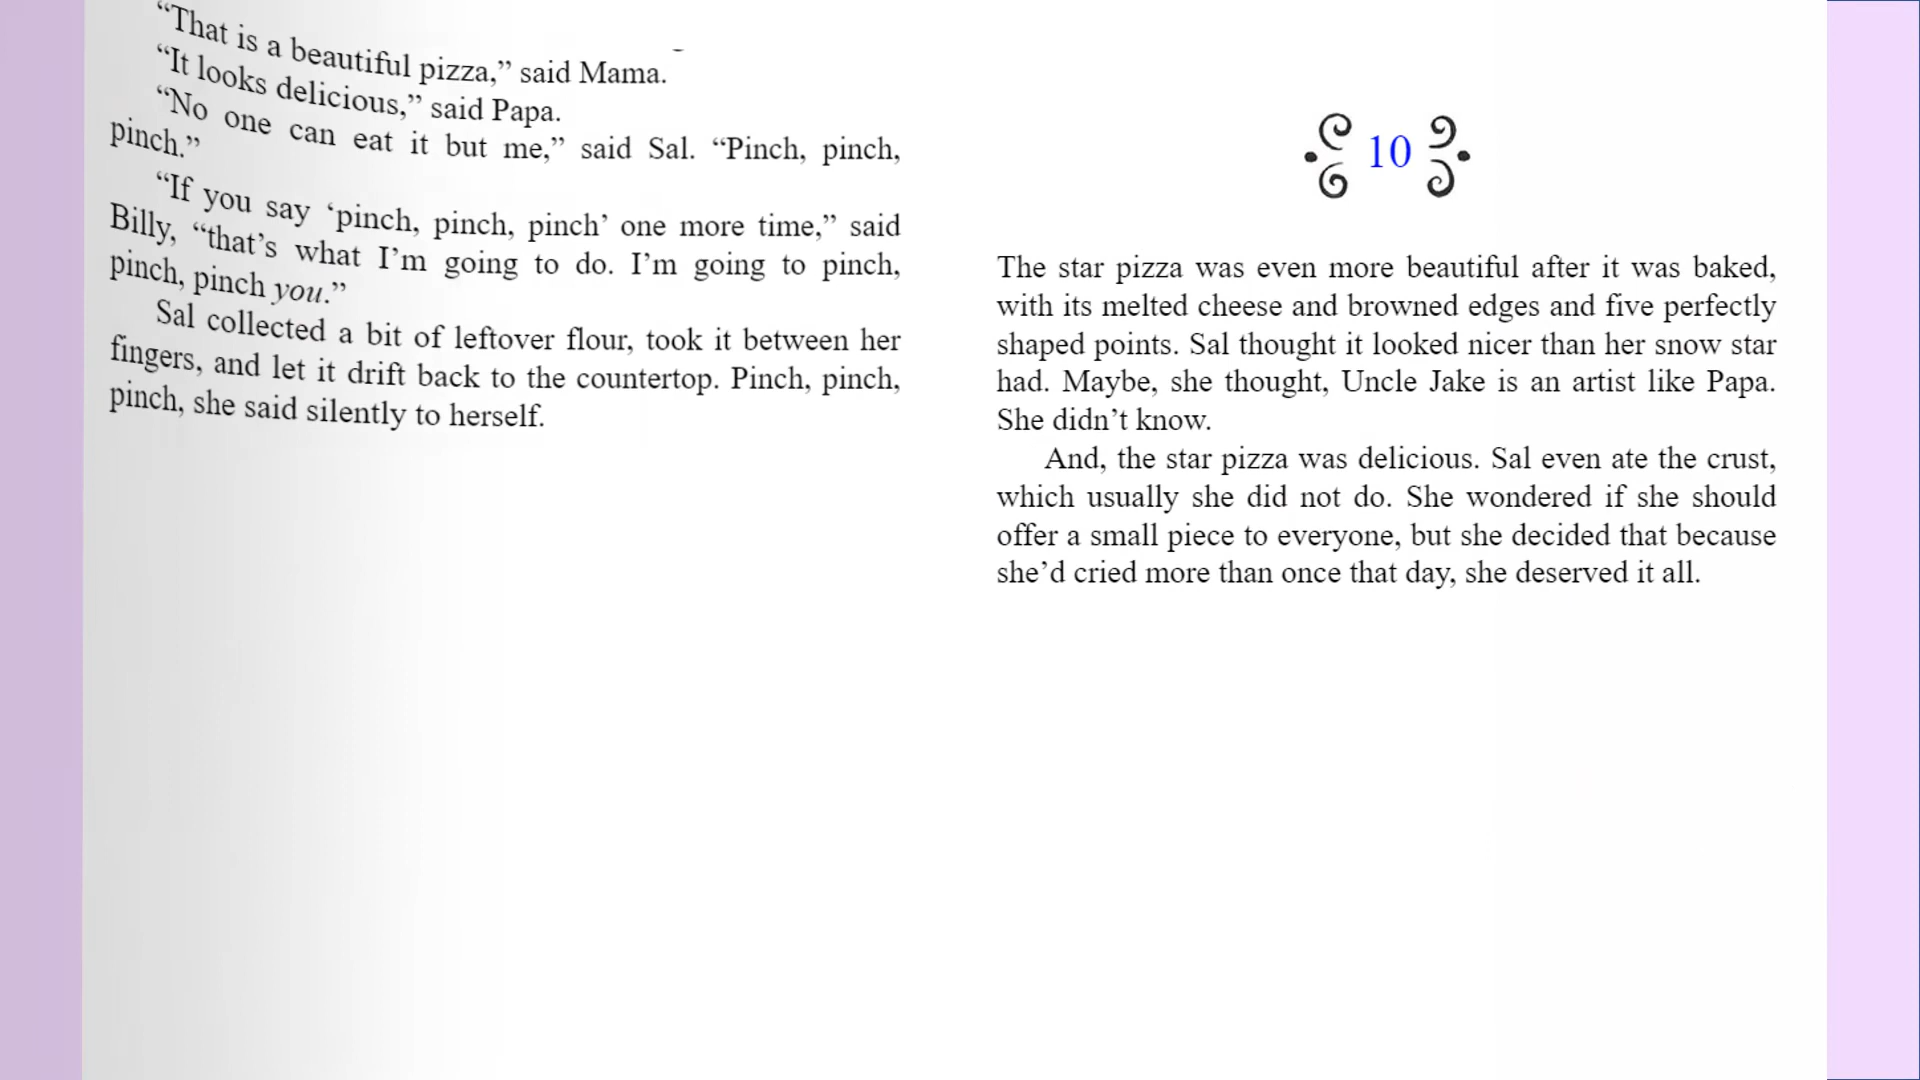 “That is a beautiful pizza,” said Mama.
“It looks delicious,” said Papa.
“No one can eat it but me,” said Sal. “Pinch, pinch,
pinch.”
“If you say ‘pinch, pinch, pinch’ one more time,” said
Billy, “that’s what I’m going to do. I’m going to pinch,
pinch, pinch you.”
Sal collected a bit of leftover flour, took it between her
fingers, and let it drift back to the countertop. Pinch, pinch,
pinch, she said silently to herself.
10
The star pizza was even more beautiful after it was baked,
with its melted cheese and browned edges and five perfectly
shaped points. Sal thought it looked nicer than her snow star
had. Maybe, she thought, Uncle Jake is an artist like Papa.
She didn’t know.
And, the star pizza was delicious. Sal even ate the crust,
which usually she did not do. She wondered if she should
offer a small piece to everyone, but she decided that because
she’d cried more than once that day, she deserved it all.